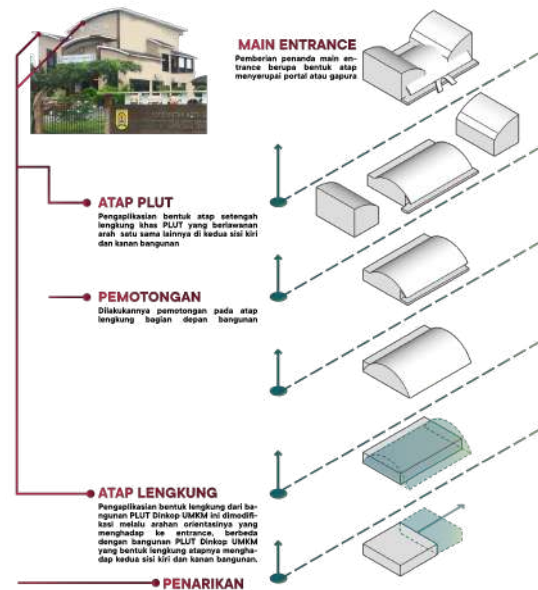 MAIN ENTRANCE
Pemberian penanda main en-
trance berupa bentuk atap
menyerupai portal atau gapura
ATAP PLUT
Pengaplikasian bentuk atap setengah
lengkung khas PLUT yang berlawanan
arah satu sama lainnya di kedua sisi kiri
dan kanan bangunan
PEMOTONGAN
Dilakukannya pemotongan pada atap
lengkung bagian depan bangunan
ATAP LENGKUNG
Pengaplikasian bentuk lengkung dari ba-
ngunan PLUT Dinkop UMKM ini dimodifi-
kasi melalu arahan orientasinya yang
menghadap ke entrance, berbeda
dengan bangunan PLUT Dinkop UMKM
yang bentuk lengkung atapnya mengha-
dap kedua sisi kiri dan kanan bangunan.
PENARIKAN